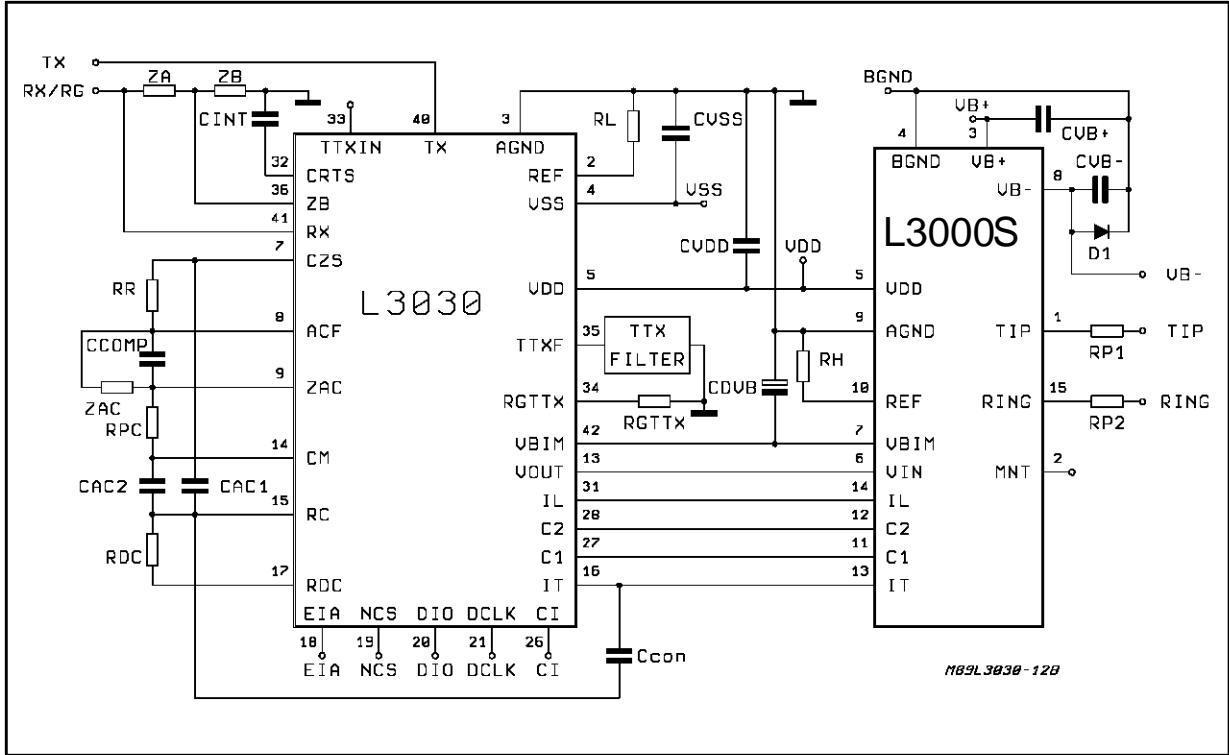 TX
RX/RG
ZA
ZB
CINT
33
40
3
TTXIN
TX
AGND
RL
CVSS
BGND
VB+
4
3
CVB+
BGND
VB+
CVB-
8
VB-
D1
VB-
32
CRTS
36
ZB
41
RX
7
CZS
2
REF
4
VSS
VSS
CVDD
VDD
L3030
L3000S
RR
8
ACF
CCOMP
9
ZAC
ZAC
RPC
14
CM
CAC2
CAC1
15
RC
RDC
17
RDC
5
VDD
5
VDD
35
TTXF
TTX
FILTER
9
AGND
1
TIP
RP1
TIP
CDVB
RH
34
RGTTX
RGTTX
10
REF
15
RING
RP2
RING
42
VBIM
7
VBIM
13
VOUT
6
VIN
2
MNT
31
IL
14
IL
28
C2
12
C2
27
C1
11
C1
16
IT
13
IT
EIA NCS DIO DCLK CI
18 19 20 21 26
EIA NCS DIO DCLK CI
Ccon
M89L3030-12B